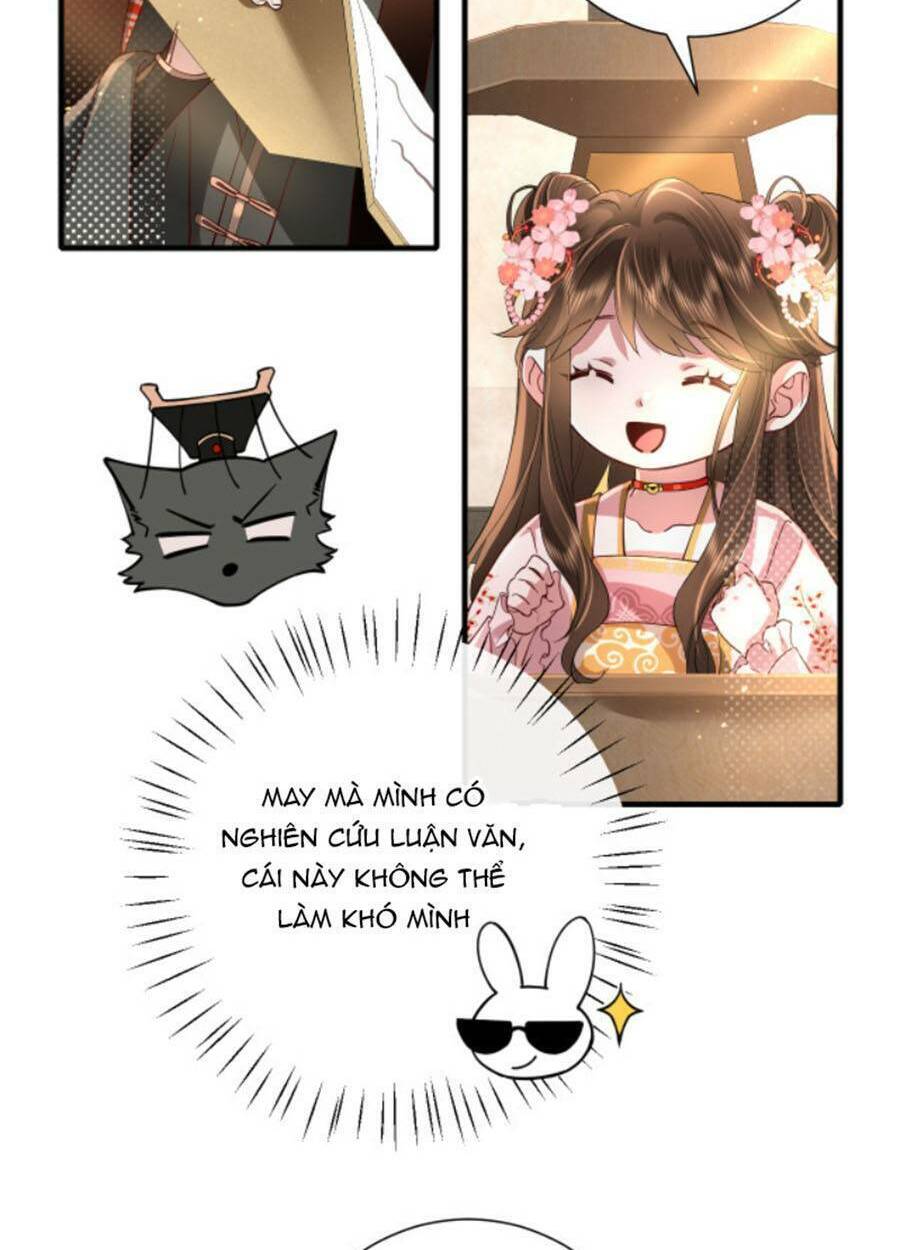 MAY MÀ MÌNH CÓ
NGHIÊN CỨU LUẬN VĂN,
CÁI NÀY KHÔNG THỂ
LÀM KHÓ MÌNH